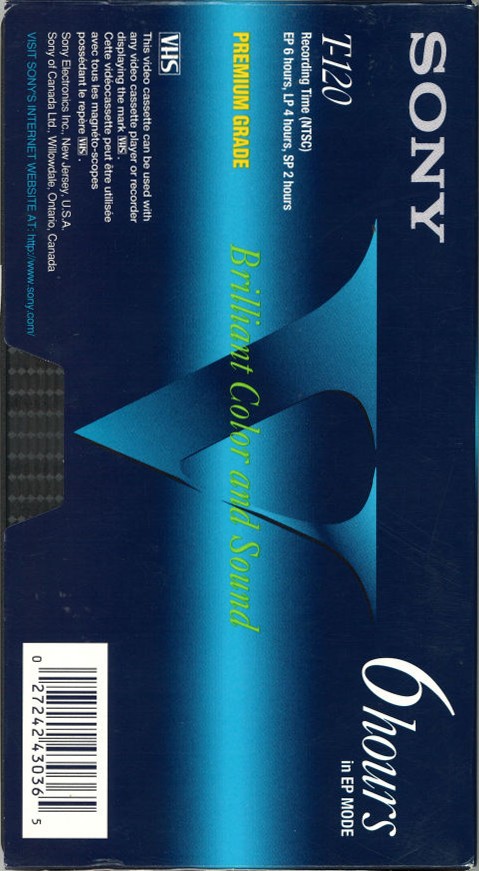 SONY
T-120
Recording Time (NTSC)
EP 6 hours, LP 4 hours, SP 2 hours
6 hours
in EP MODE
PREMIUM GRADE
Brilliant Color and Sound
VHS
This video cassette can be used with
any video cassette player or recorder
displaying the mark VHS.
Cette vidéocassette peut être utilisée
avec tous les magnéto-scopes
possédant le repère VHS.
Sony Electronics Inc., New Jersey, U.S.A.
Sony of Canada Ltd., Willowdale, Ontario, Canada
VISIT SONY'S INTERNET WEBSITE AT: http://www.sony.com/
0 27242 43036 5